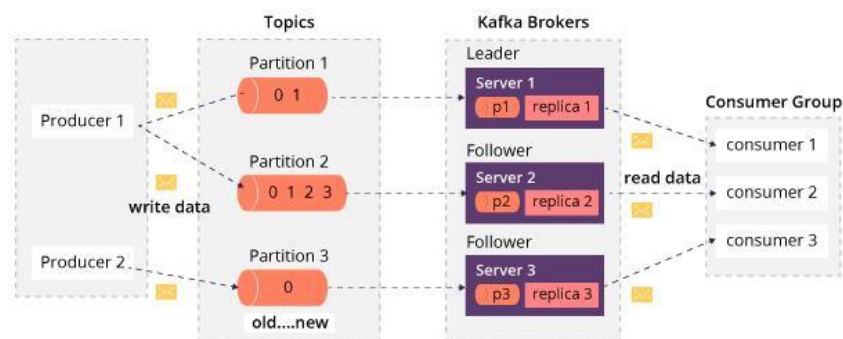 Topics
Kafka Brokers
Partition 1
0 1
Leader
Server 1
p1
replica 1
Consumer Group
Producer 1
consumer 1
Partition 2
0 1 2 3
Follower
Server 2
p2
replica 2
read data
consumer 2
write data
consumer 3
Producer 2
Partition 3
0
Follower
Server 3
p3
replica 3
old....new